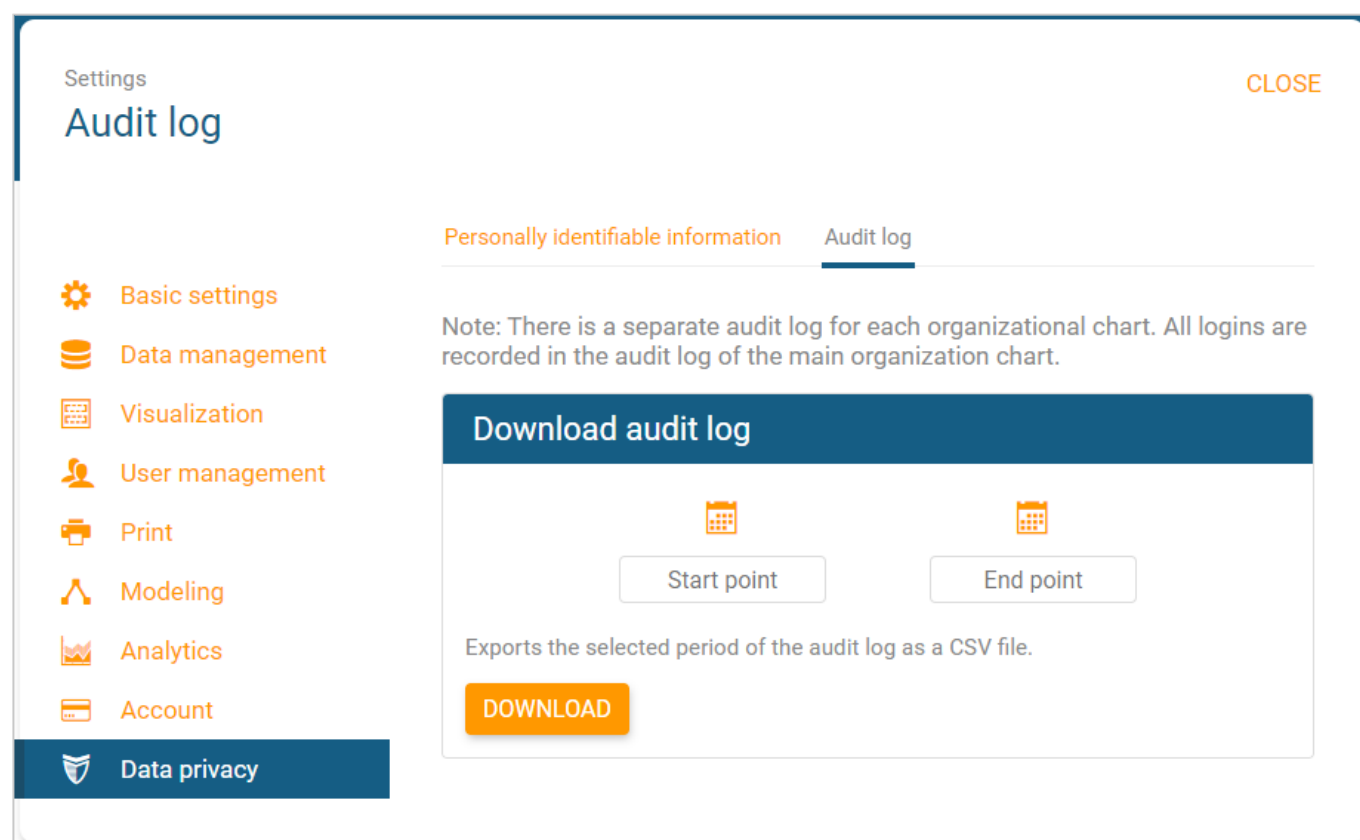 Settings
CLOSE
Audit log
Personally identifiable information Audit log
Basic settings
Data management
Visualization
User management
Print
Modeling
Analytics
Account
Data privacy
Note: There is a separate audit log for each organizational chart. All logins are
recorded in the audit log of the main organization chart.
Download audit log
Start point End point
Exports the selected period of the audit log as a CSV file.
DOWNLOAD